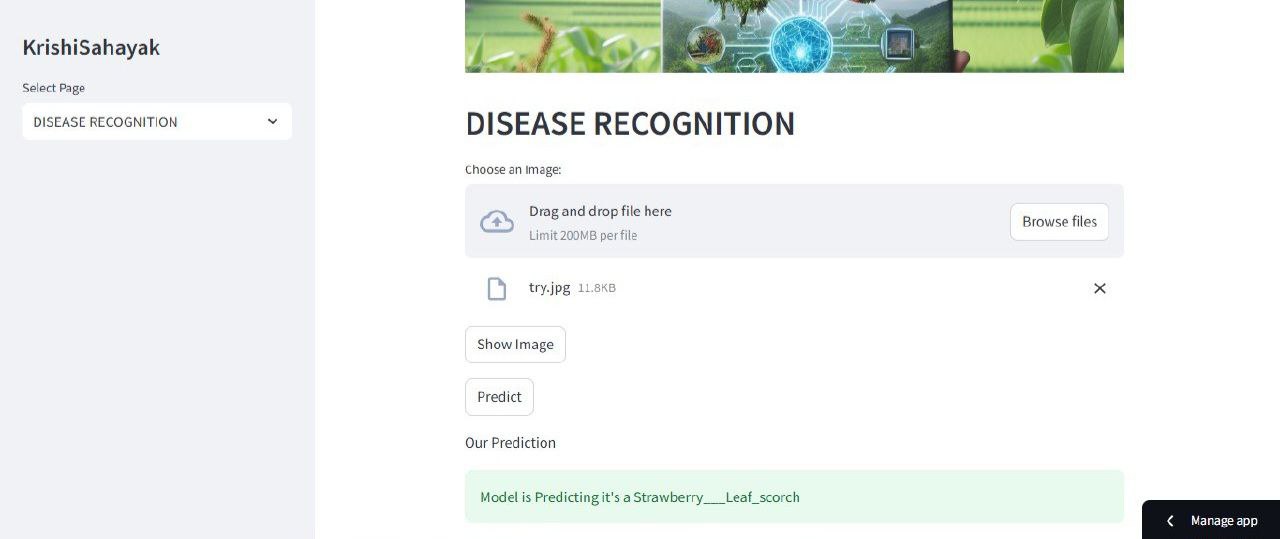 KrishiSahayak
Select Page
DISEASE RECOGNITION
DISEASE RECOGNITION
Choose an Image:
Drag and drop file here
Limit 200MB per file
Browse files
try.jpg 11.8KB
Show Image
Predict
Our Prediction
Model is Predicting it's a Strawberry___Leaf_scorch
Manage app